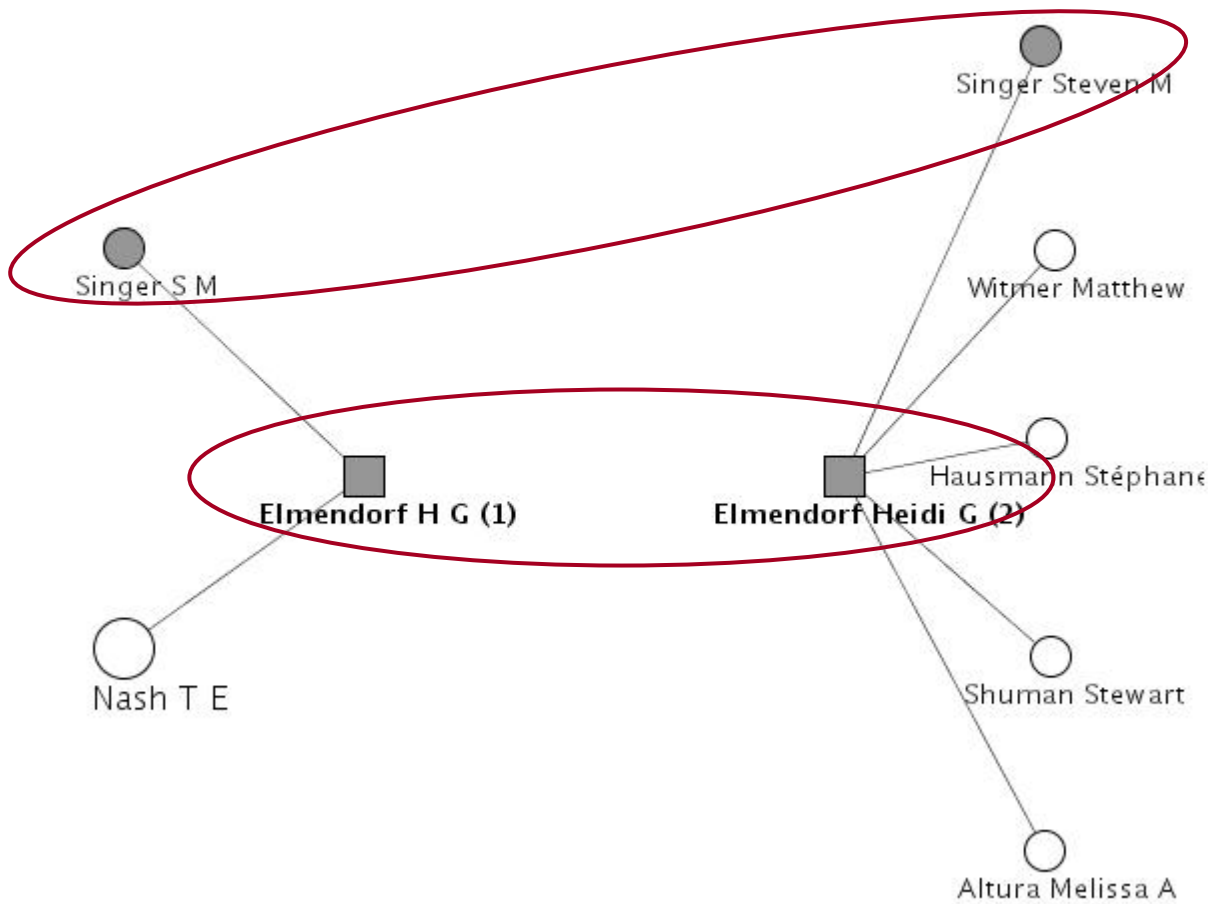 Singer Steven M
Singer S M
Witmer Matthew
Hausmann Stéphane
Elmendorf H G (1)
Elmendorf Heidi G (2)
Nash T E
Shuman Stewart
Altura Melissa A